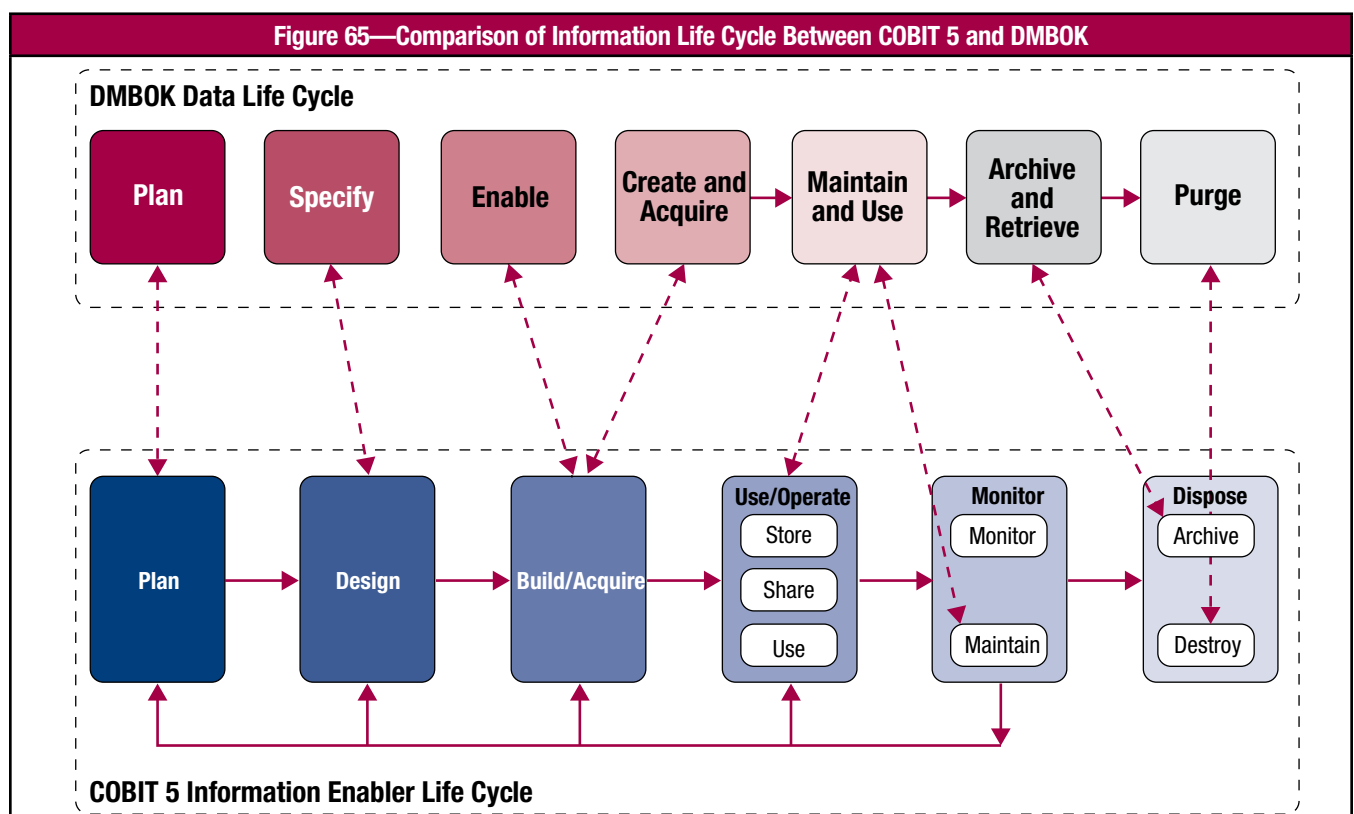 Figure 65—Comparison of Information Life Cycle Between COBIT 5 and DMBOK
DMBOK Data Life Cycle
Plan
Specify
Enable
Create and
Acquire
Maintain
and Use
Archive
and
Retrieve
Purge
Plan
Design
Build/Acquire
Use/Operate
Store
Share
Use
Monitor
Monitor
Maintain
Dispose
Archive
Destroy
COBIT 5 Information Enabler Life Cycle